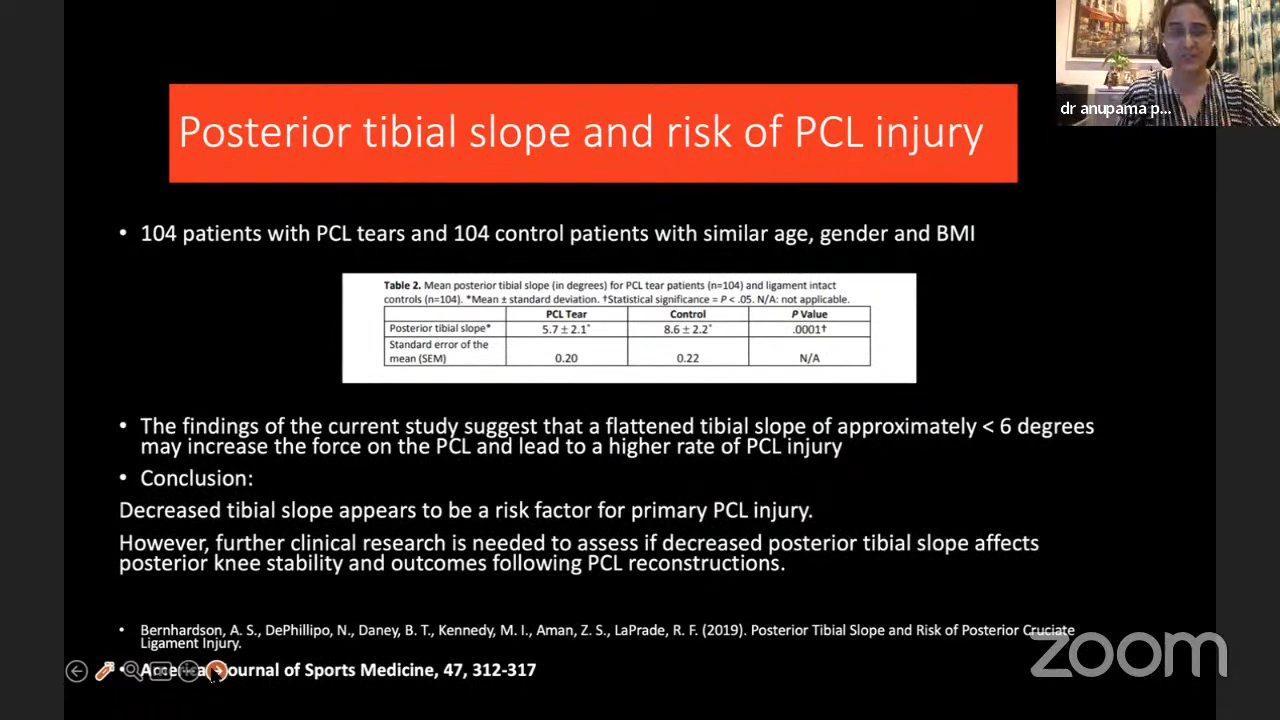 dr anupama p...
Posterior tibial slope and risk of PCL injury
• 104 patients with PCL tears and 104 control patients with similar age, gender and BMI
Table 2. Mean posterior tibial slope (in degrees) for PCL tear patients (n=104) and ligament intact
controls (n=104). *Mean ± standard deviation. †Statistical significance = P < .05. N/A: not applicable.
PCL Tear Control P Value
Posterior tibial slope* 5.7 ± 2.1* 8.6 ± 2.2* .0001†
Standard error of the
mean (SEM) 0.20 0.22 N/A
• The findings of the current study suggest that a flattened tibial slope of approximately < 6 degrees
may increase the force on the PCL and lead to a higher rate of PCL injury
• Conclusion:
Decreased tibial slope appears to be a risk factor for primary PCL injury.
However, further clinical research is needed to assess if decreased posterior tibial slope affects
posterior knee stability and outcomes following PCL reconstructions.
• Bernhardson, A. S., DePhillipo, N., Daney, B. T., Kennedy, M. I., Aman, Z. S., LaPrade, R. F. (2019). Posterior Tibial Slope and Risk of Posterior Cruciate
Ligament Injury.
Journal of Sports Medicine, 47, 312-317
zoom